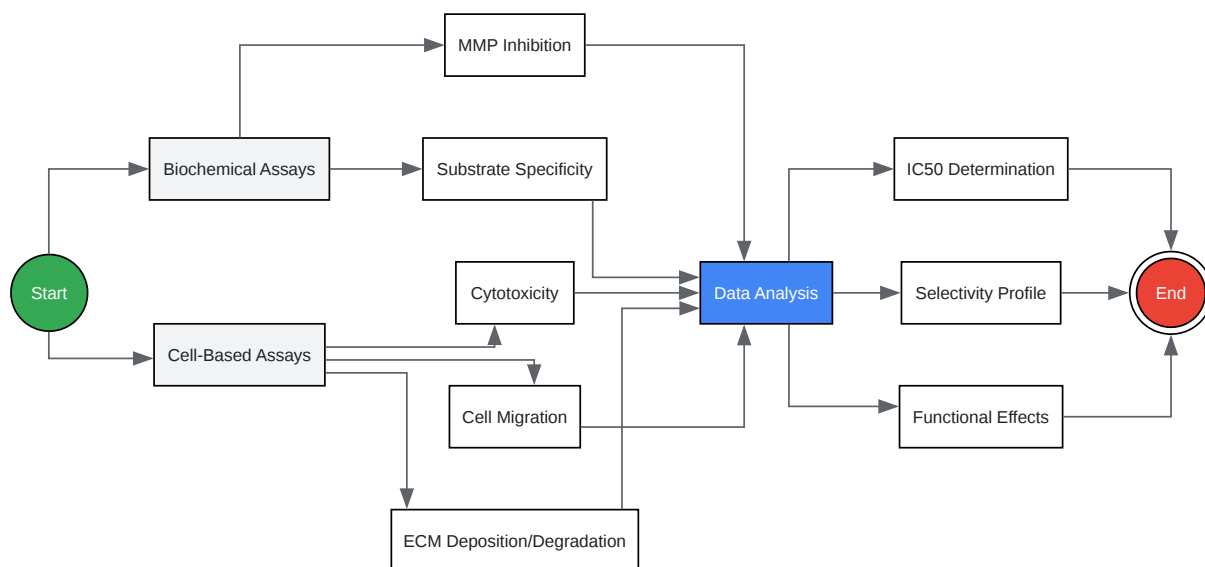 MMP Inhibition
Biochemical Assays
Substrate Specificity
IC50 Determination
Start
Cytotoxicity
Data Analysis
Selectivity Profile
End
Cell-Based Assays
Cell Migration
Functional Effects
ECM Deposition/Degradation